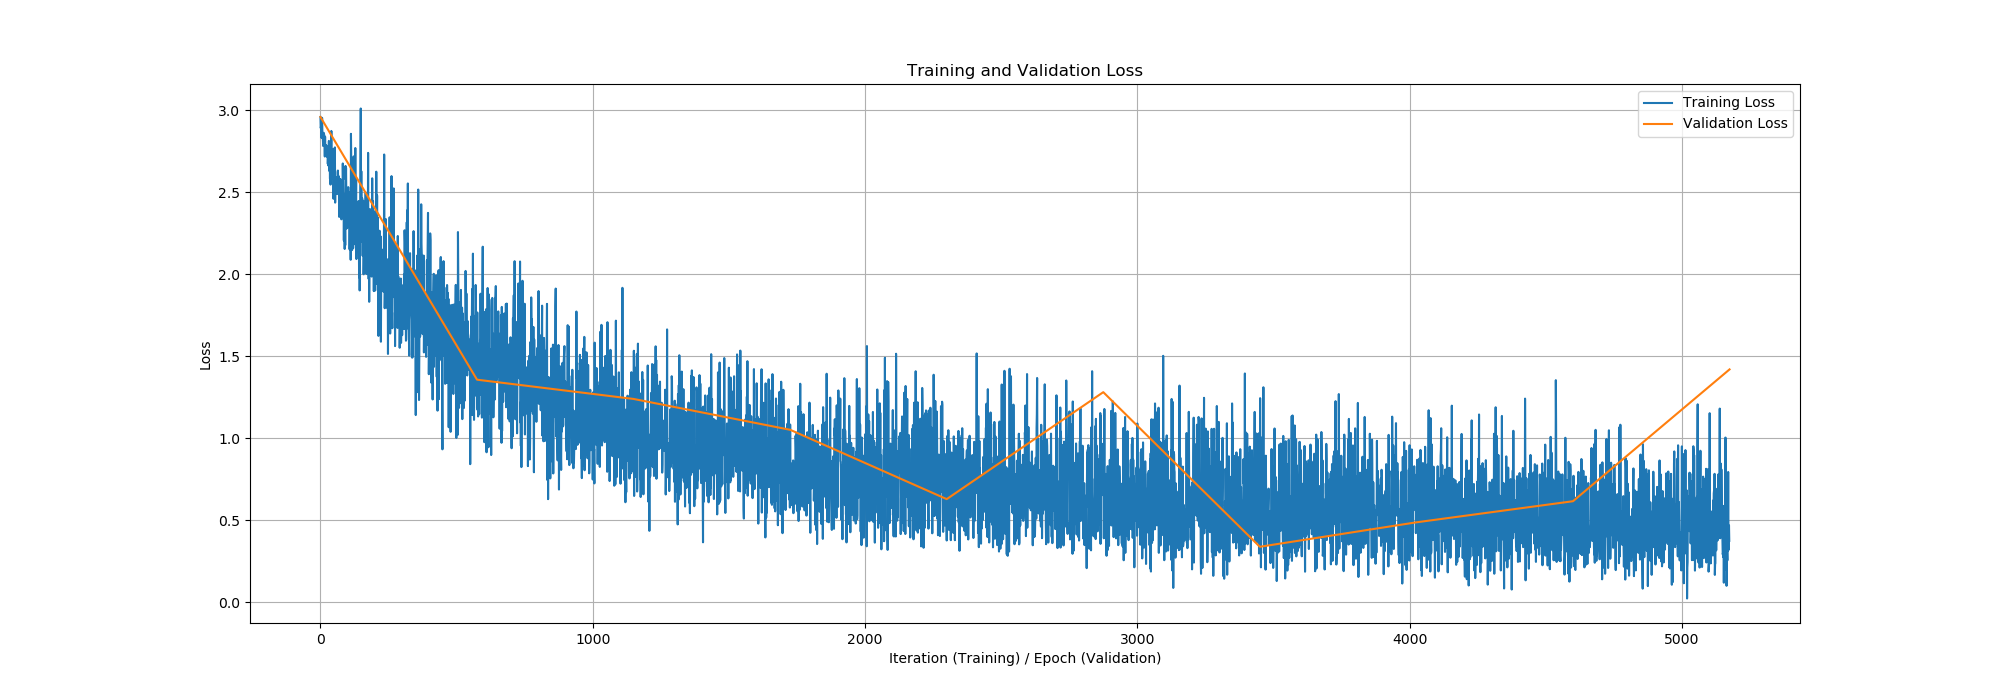 Training and Validation Loss
Training Loss
Validation Loss
3.0
2.5
2.0
1.5
1.0
0.5
0.0
Loss
0
1000
2000
3000
4000
5000
Iteration (Training) / Epoch (Validation)